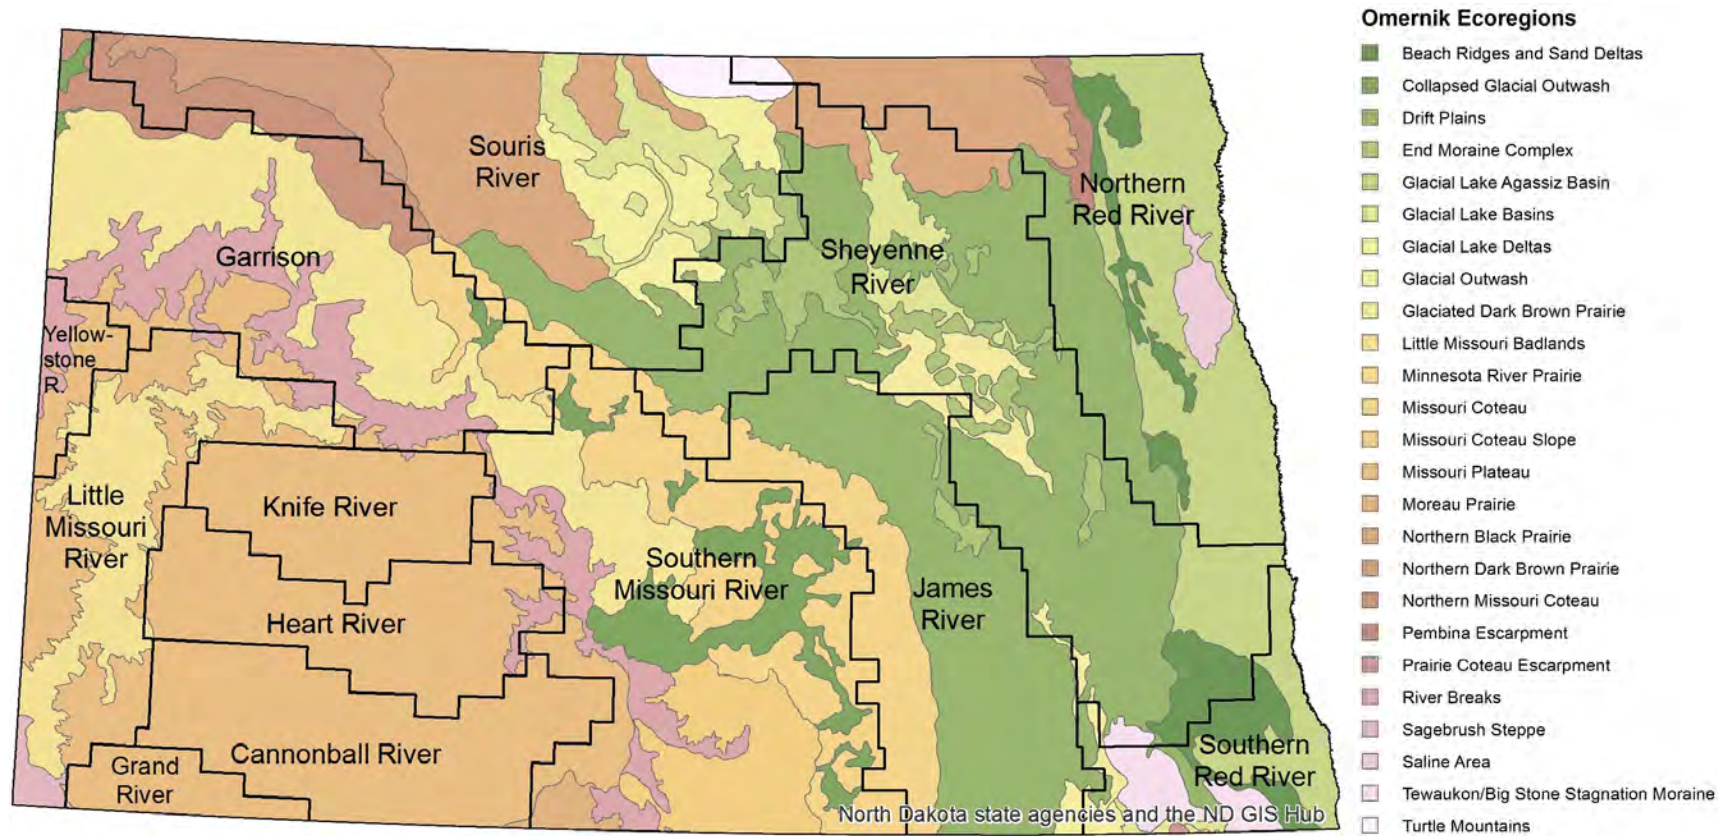 Omernik Ecoregions
Beach Ridges and Sand Deltas
Collapsed Glacial Outwash
Drift Plains
End Moraine Complex
Glacial Lake Agassiz Basin
Glacial Lake Basins
Glacial Lake Deltas
Glacial Outwash
Glaciated Dark Brown Prairie
Little Missouri Badlands
Minnesota River Prairie
Missouri Coteau
Missouri Coteau Slope
Missouri Plateau
Moreau Prairie
Northern Black Prairie
Northern Dark Brown Prairie
Northern Missouri Coteau
Pembina Escarpment
Prairie Coteau Escarpment
River Breaks
Sagebrush Steppe
Saline Area
Tewaukon/Big Stone Stagnation Moraine
Turtle Mountains
Souris
River
Northern
Red River
Garrison
Sheyenne
River
Yellow-
stone
R.
Little
Missouri
River
Knife River
Southern
Missouri River
James
River
Heart River
Cannonball River
Grand
River
Southern
Red River
North Dakota state agencies and the ND GIS Hub